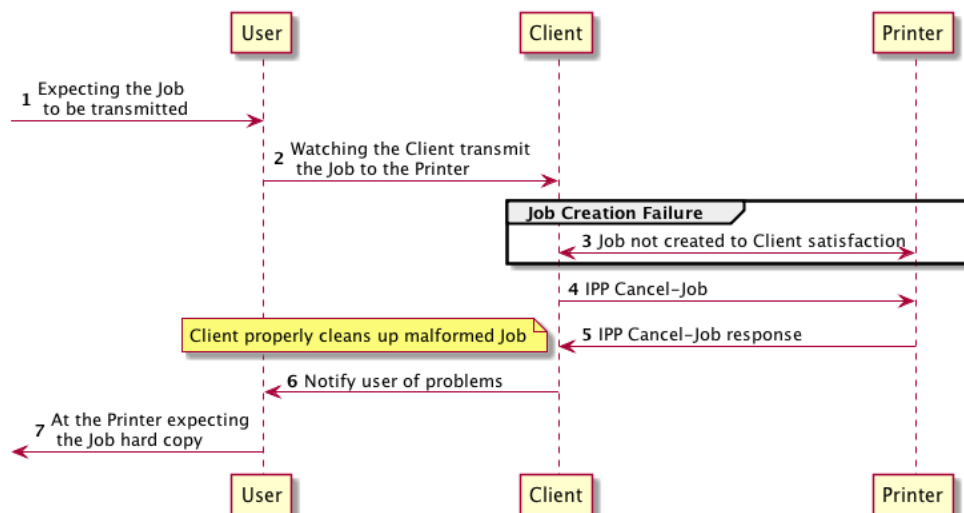 User Client Printer
1 Expecting the Job
to be transmitted
2 Watching the Client transmit
the Job to the Printer
Job Creation Failure
3 Job not created to Client satisfaction
4 IPP Cancel-Job
Client properly cleans up malformed Job
5 IPP Cancel-Job response
6 Notify user of problems
7 At the Printer expecting
the Job hard copy
User Client Printer